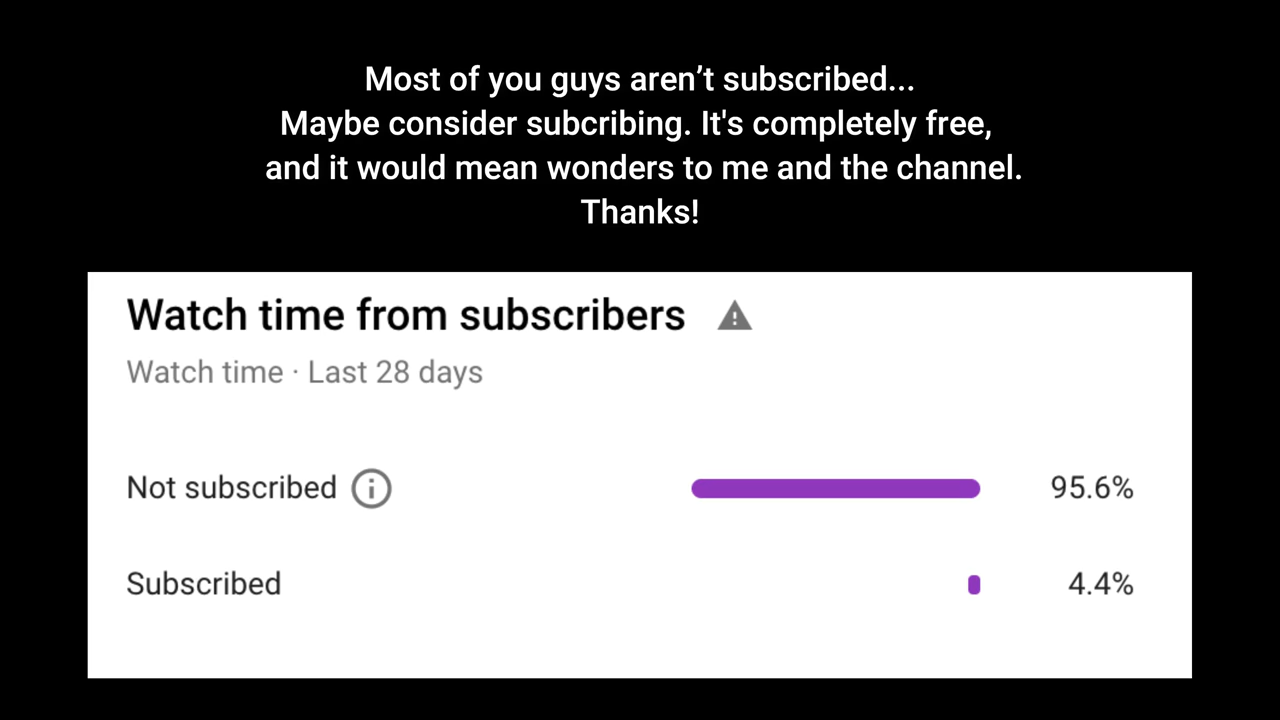 Most of you guys aren’t subscribed...
Maybe consider subcribing. It's completely free,
and it would mean wonders to me and the channel.
Thanks!
Watch time from subscribers
Watch time · Last 28 days
Not subscribed 95.6%
Subscribed 4.4%